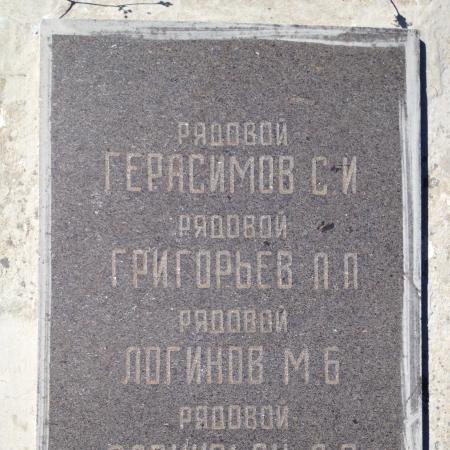 РЯДОВОЙ
ГЕРАСИМОВ С И
РЯДОВОЙ
ГРИГОРЬЕВ П П
РЯДОВОЙ
ЛОГИНОВ М Б
РЯДОВОЙ